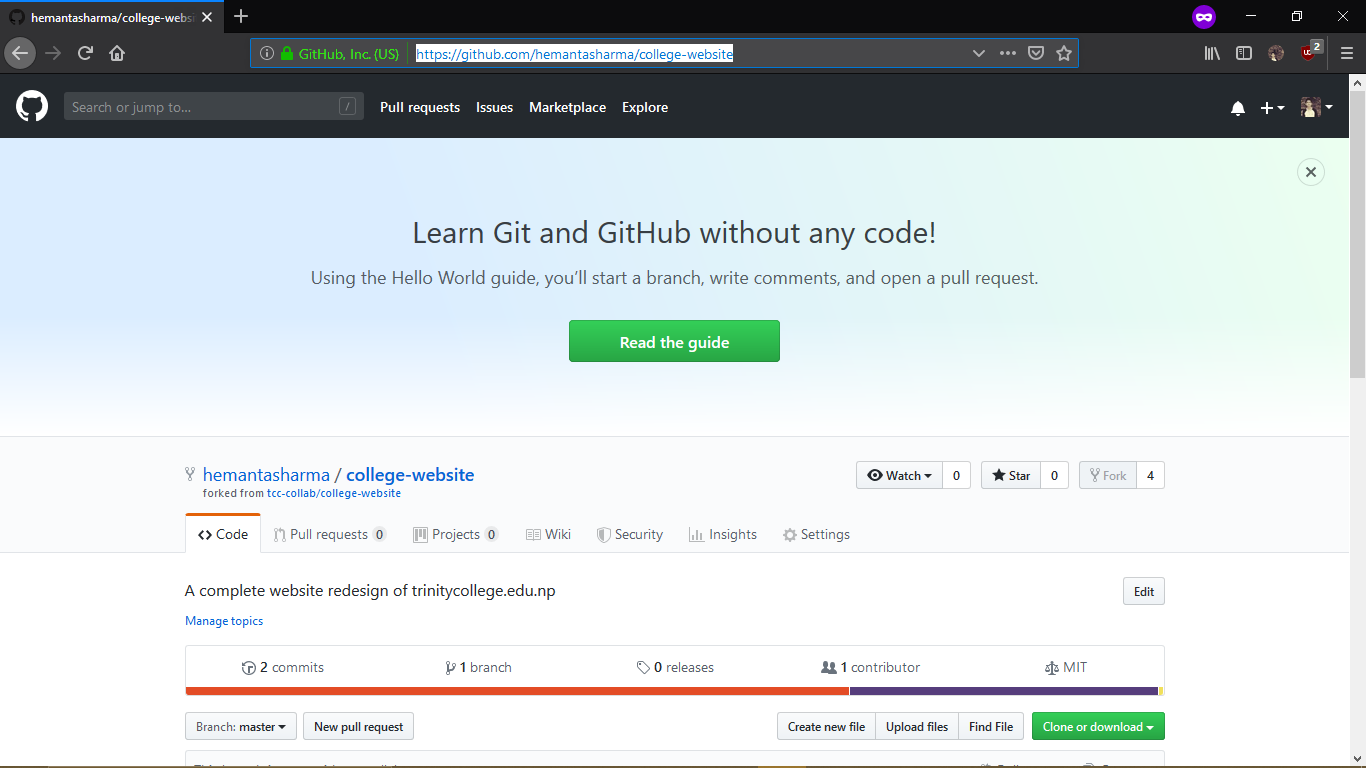 hemantasharma/college-websi
GitHub, Inc. (US) https://github.com/hemantasharma/college-website
2
Search or jump to... / Pull requests Issues Marketplace Explore
Learn Git and GitHub without any code!
Using the Hello World guide, you’ll start a branch, write comments, and open a pull request.
Read the guide
hemantasharma / college-website Watch 0 Star 0 Fork 4
forked from tcc-collab/college-website
Code Pull requests 0 Projects 0 Wiki Security Insights Settings
A complete website redesign of trinitycollege.edu.np Edit
Manage topics
2 commits 1 branch 0 releases 1 contributor MIT
Branch: master New pull request Create new file Upload files Find File Clone or download